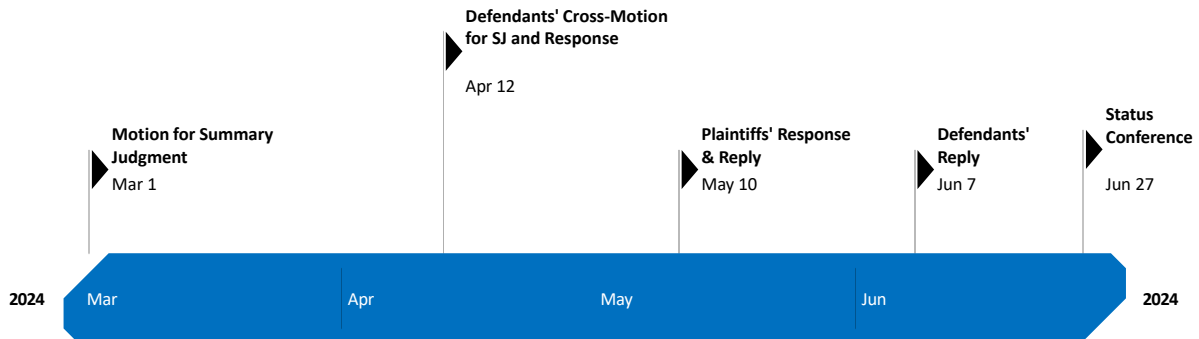 Defendants' Cross-Motion
for SJ and Response
Apr 12
Motion for Summary
Judgment
Mar 1
Plaintiffs' Response
& Reply
May 10
Defendants'
Reply
Jun 7
Status
Conference
Jun 27
2024
Mar
Apr
May
Jun
2024